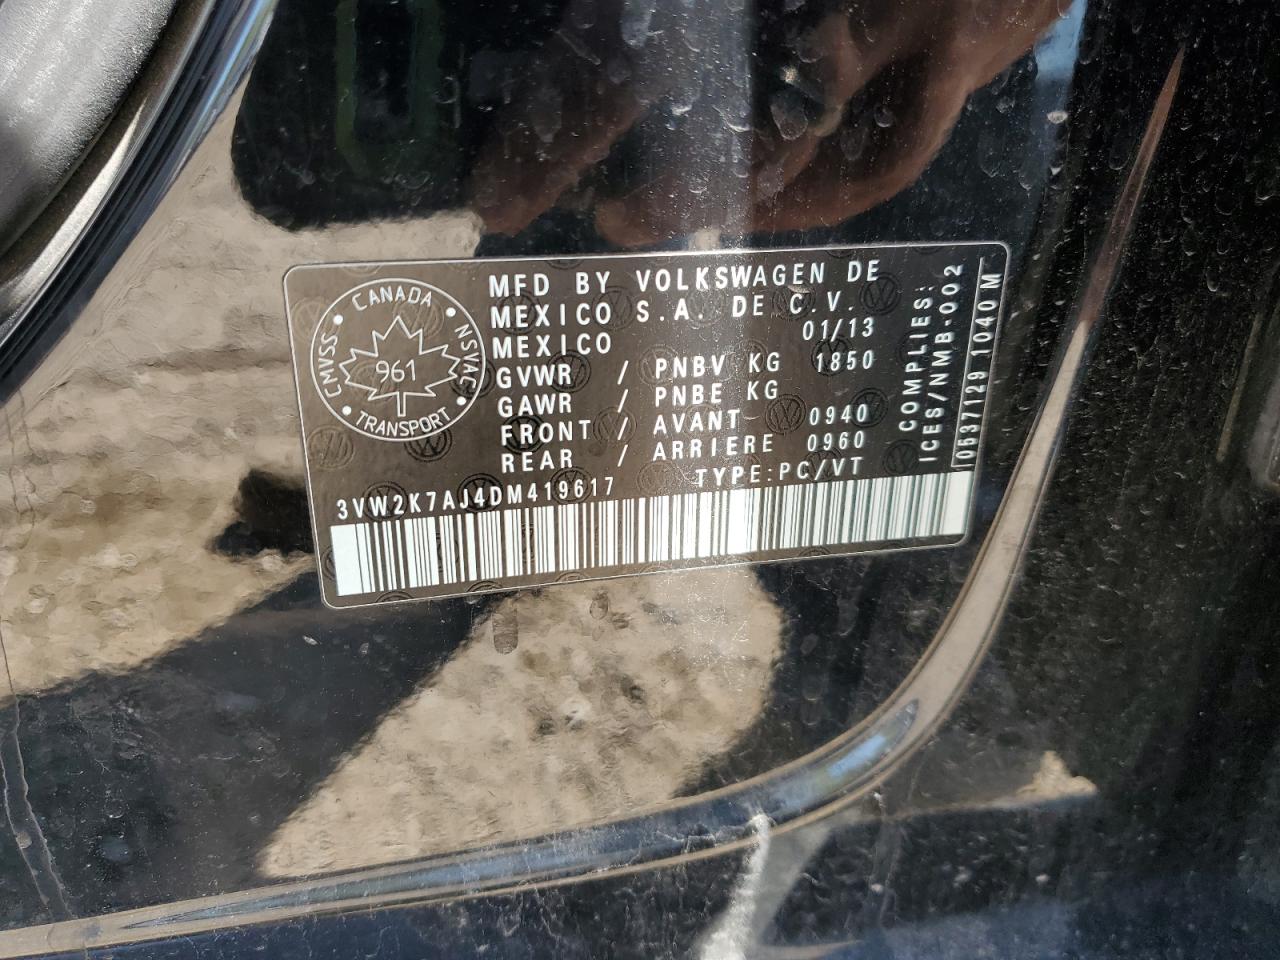 CANADA
CMVSS
NSVAC
961
TRANSPORT
MFD BY VOLKSWAGEN DE
MEXICO S.A. DE C.V.
MEXICO 01/13
GVWR / PNBV KG 1850
GAWR / PNBE KG
FRONT / AVANT 0940
REAR / ARRIERE 0960
TYPE:PC/VT
3VW2K7AJ4DM419617
COMPLIES:
ICES/NMB-002
0537129 1040 M